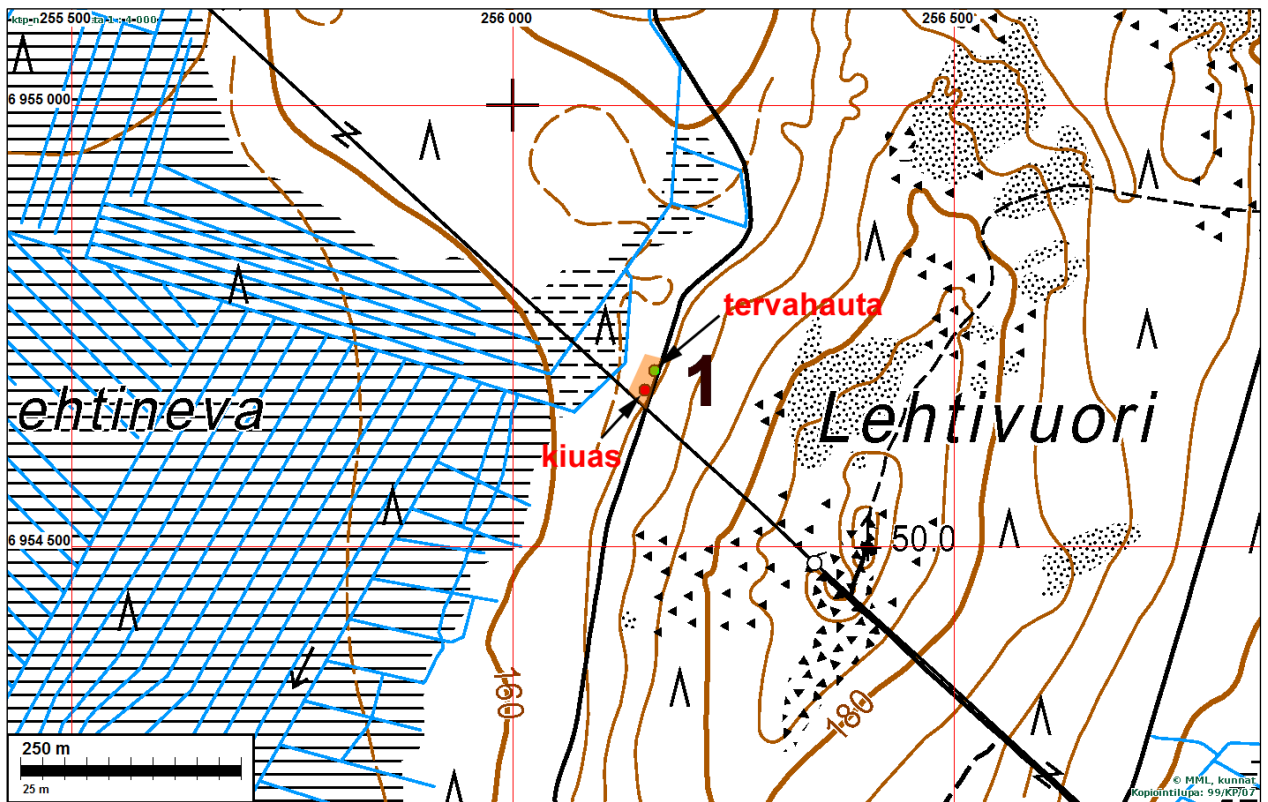 255 500
256 000
256 500
6 955 000
tervahauta
1
ehtineva
Lehtivuori
kiuas
6 954 500
50.0
160
180
250 m
25 m
© MML, kunnat
Kopiointilupa: 99/KP/07